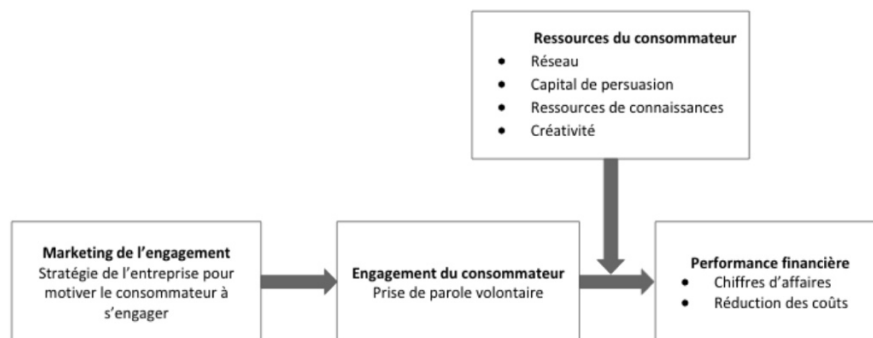 Ressources du consommateur
• Réseau
• Capital de persuasion
• Ressources de connaissances
• Créativité
Marketing de l’engagement
Stratégie de l’entreprise pour
motiver le consommateur à
s’engager
Engagement du consommateur
Prise de parole volontaire
Performance financière
• Chiffres d’affaires
• Réduction des coûts